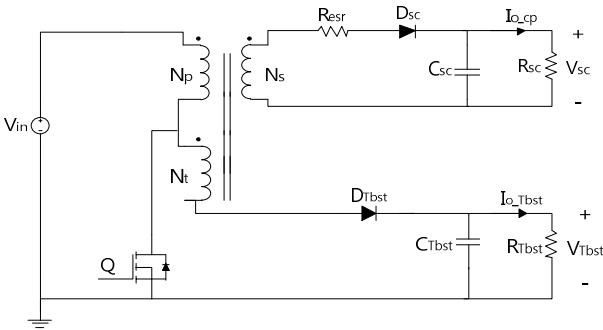 Resr
Dsc
Io_cp
+
Np
Ns
Csc
Rsc
Vsc
-
Vin
Nt
DTbst
Io_Tbst
+
Q
CTbst
RTbst
VTbst
-